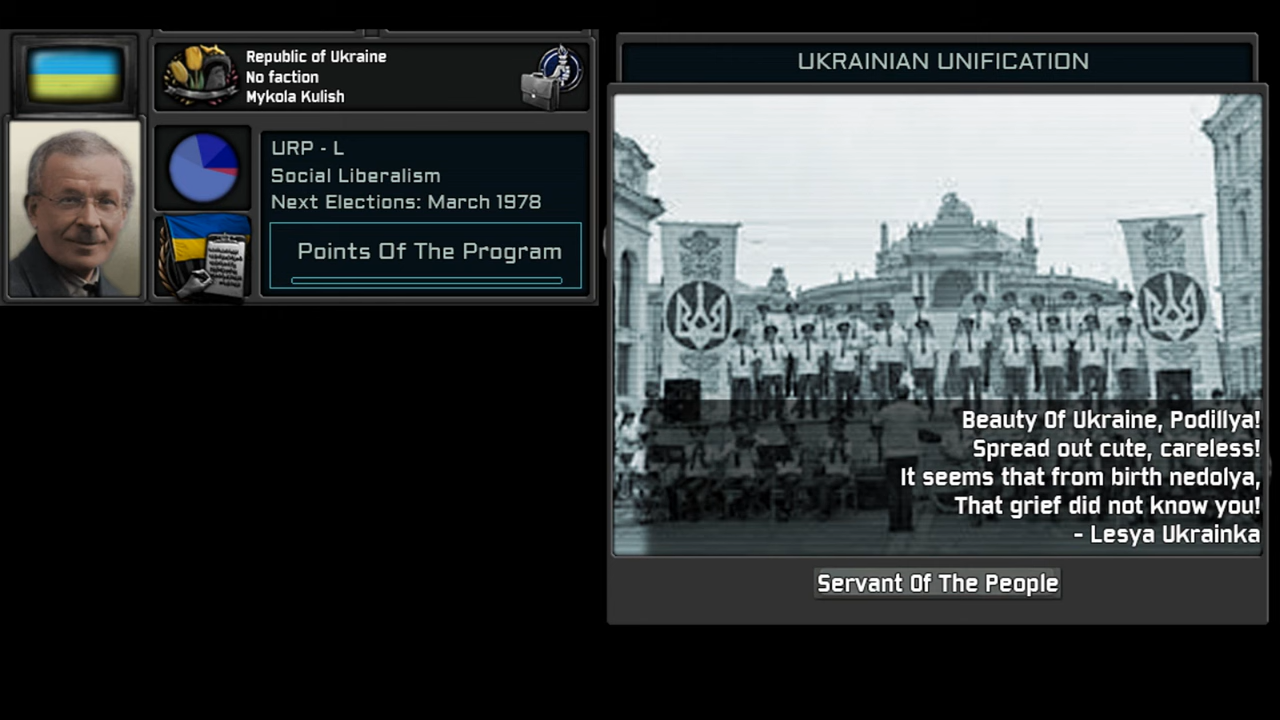 Republic of Ukraine
No faction
Mykola Kulish
URP - L
Social Liberalism
Next Elections: March 1978
Points Of The Program
UKRAINIAN UNIFICATION
Beauty Of Ukraine, Podillya!
Spread out cute, careless!
It seems that from birth nedolya,
That grief did not know you!
- Lesya Ukrainka
Servant Of The People